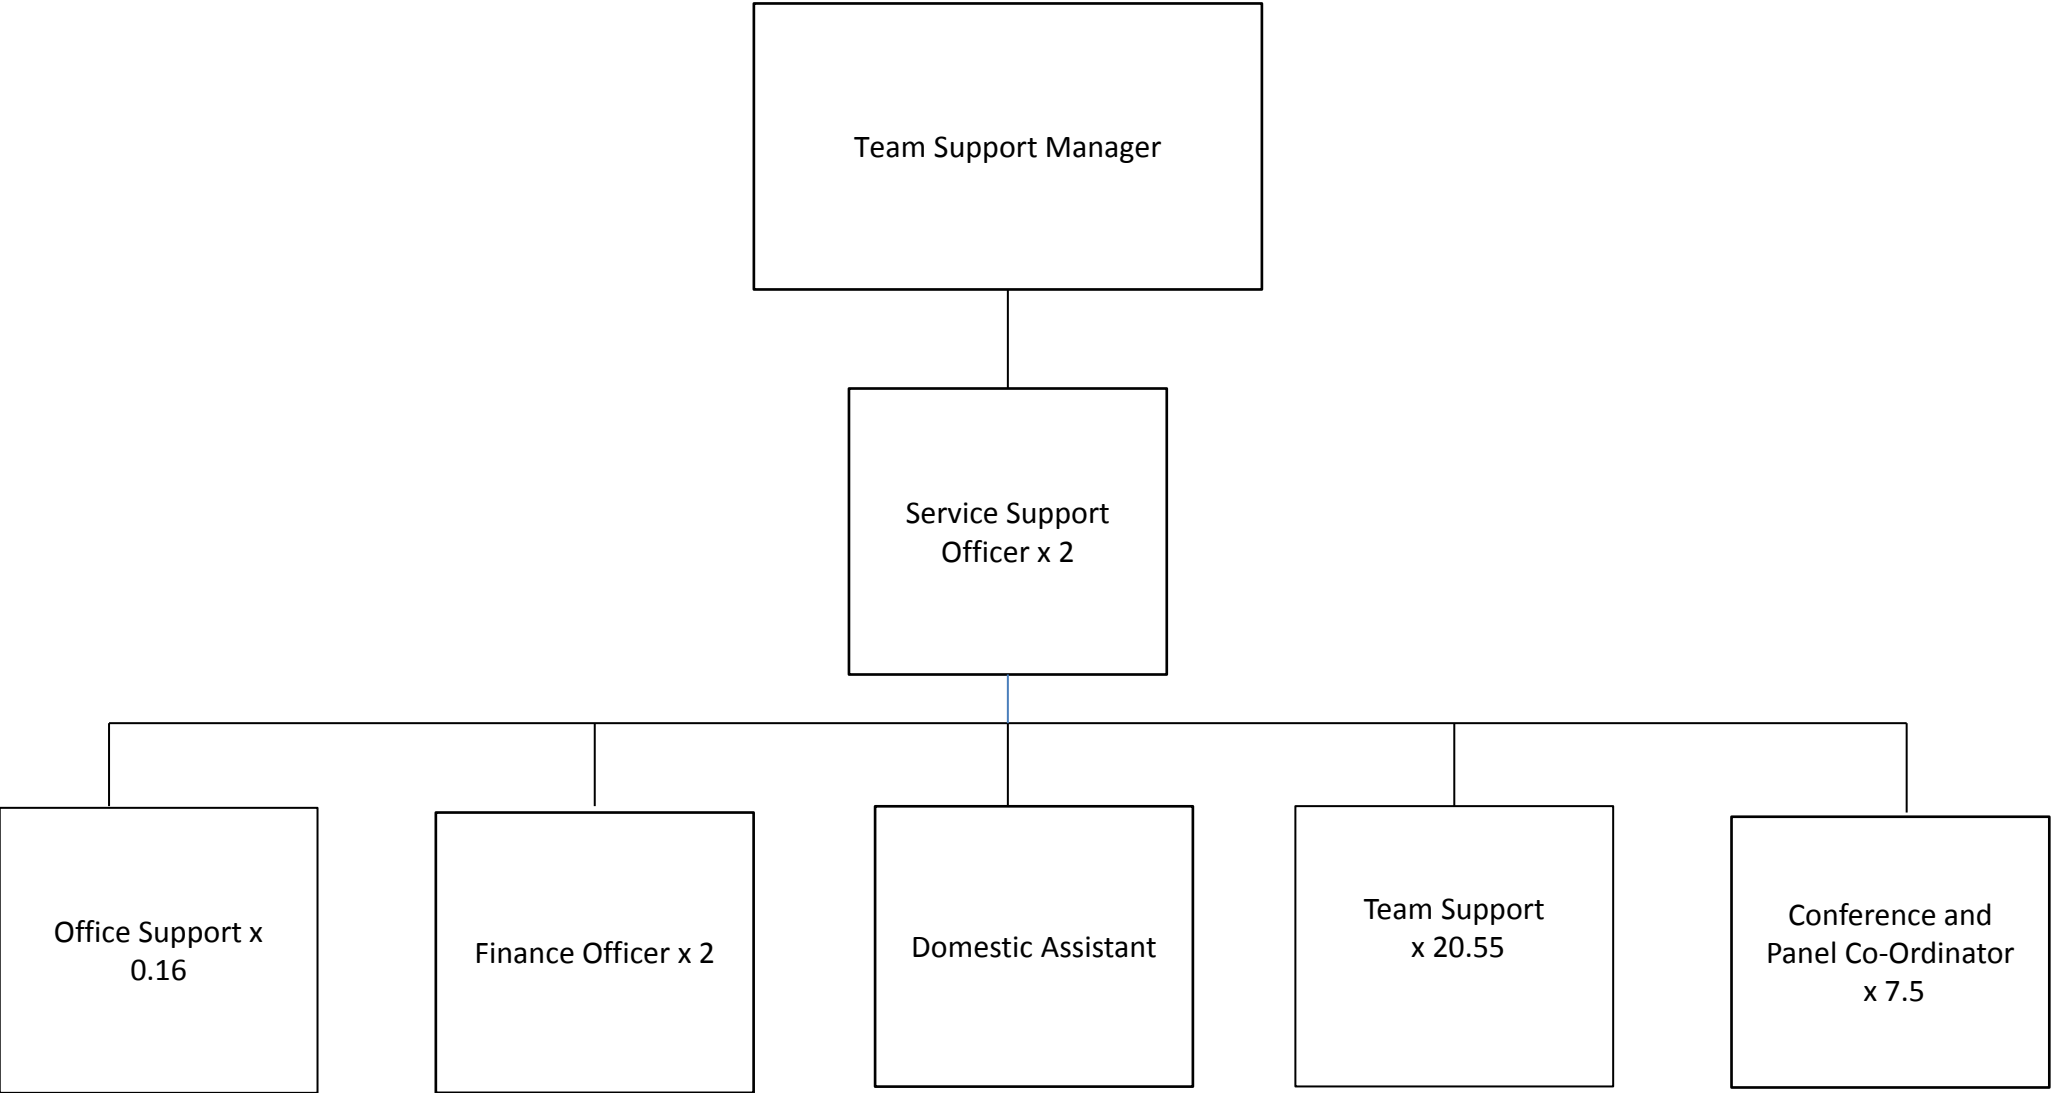 Team Support Manager
Service Support
Officer x 2
Office Support x
0.16
Finance Officer x 2
Domestic Assistant
Team Support
x 20.55
Conference and
Panel Co-Ordinator
x 7.5